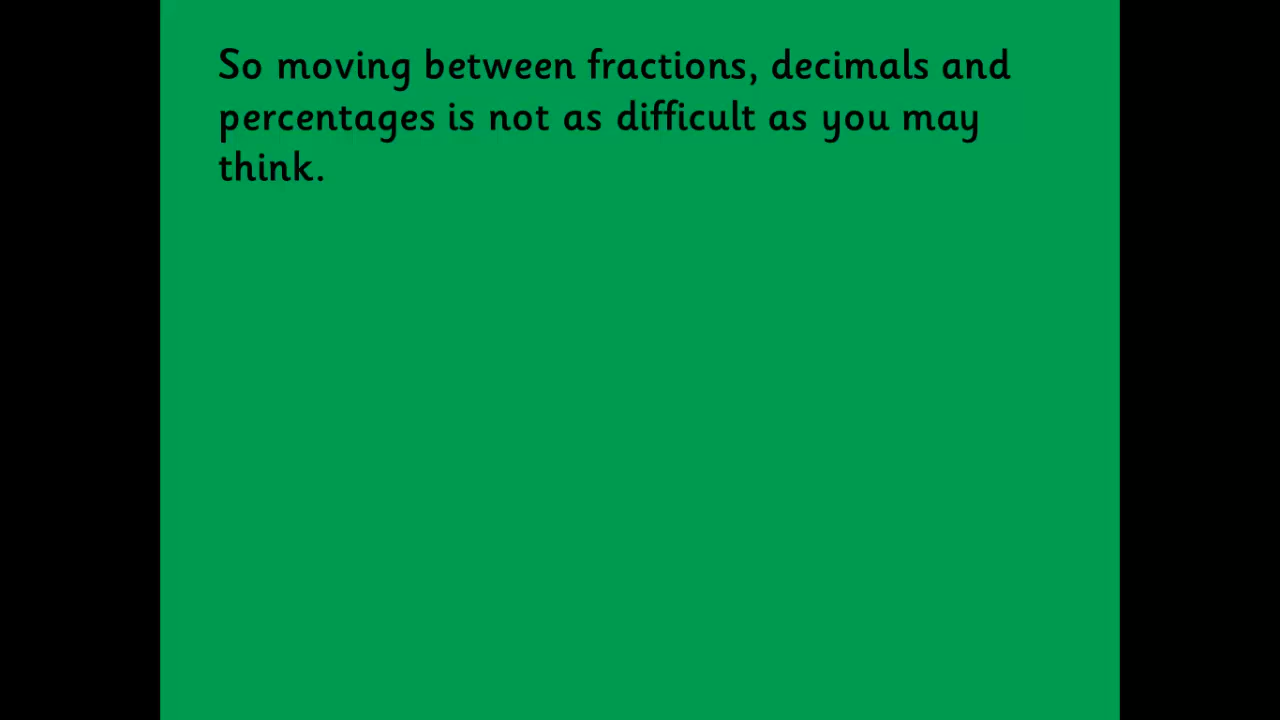 So moving between fractions, decimals and
percentages is not as difficult as you may
think.